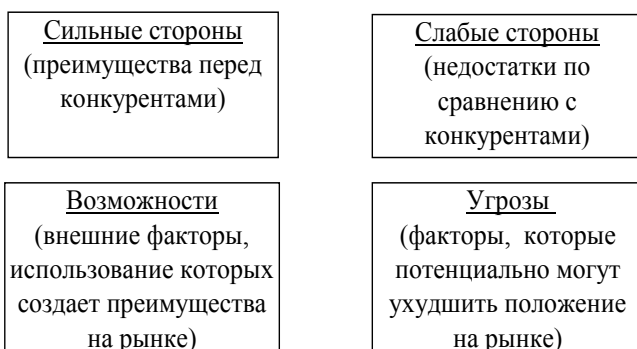 Сильные стороны
(преимущества перед
конкурентами)
Слабые стороны
(недостатки по
сравнению с
конкурентами)
Возможности
(внешние факторы,
использование которых
создает преимущества
на рынке)
Угрозы
(факторы, которые
потенциально могут
ухудшить положение
на рынке)